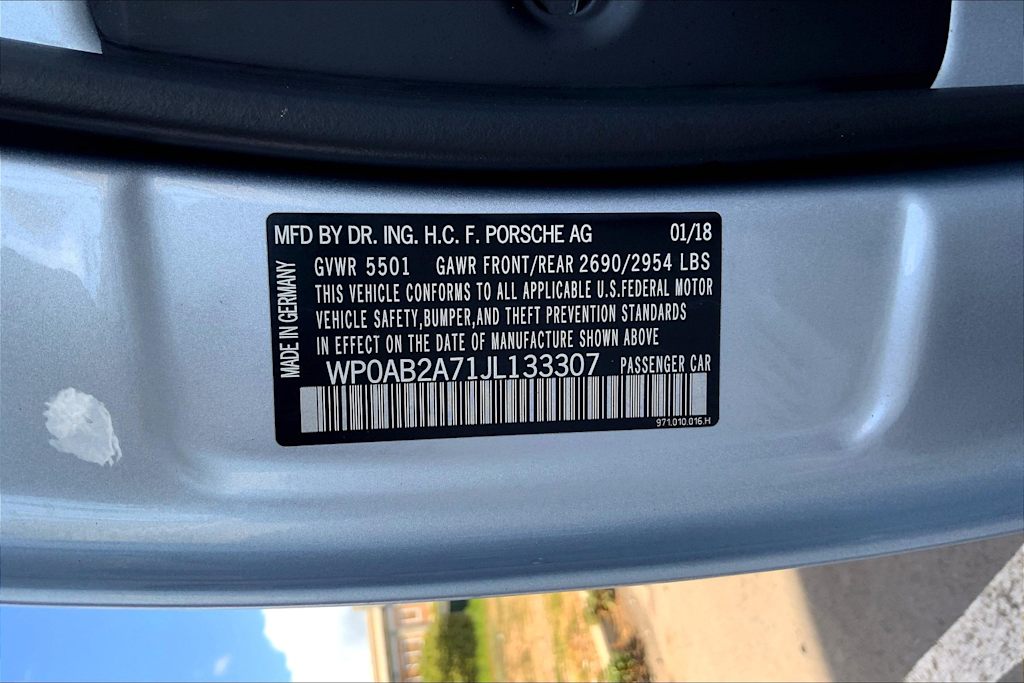 MFD BY DR. ING. H.C. F. PORSCHE AG 01/18
GVWR 5501 GAWR FRONT/REAR 2690/2954 LBS
THIS VEHICLE CONFORMS TO ALL APPLICABLE U.S.FEDERAL MOTOR
VEHICLE SAFETY,BUMPER,AND THEFT PREVENTION STANDARDS
IN EFFECT ON THE DATE OF MANUFACTURE SHOWN ABOVE
WP0AB2A71JL133307 PASSENGER CAR
971.010.016.H
MADE IN GERMANY